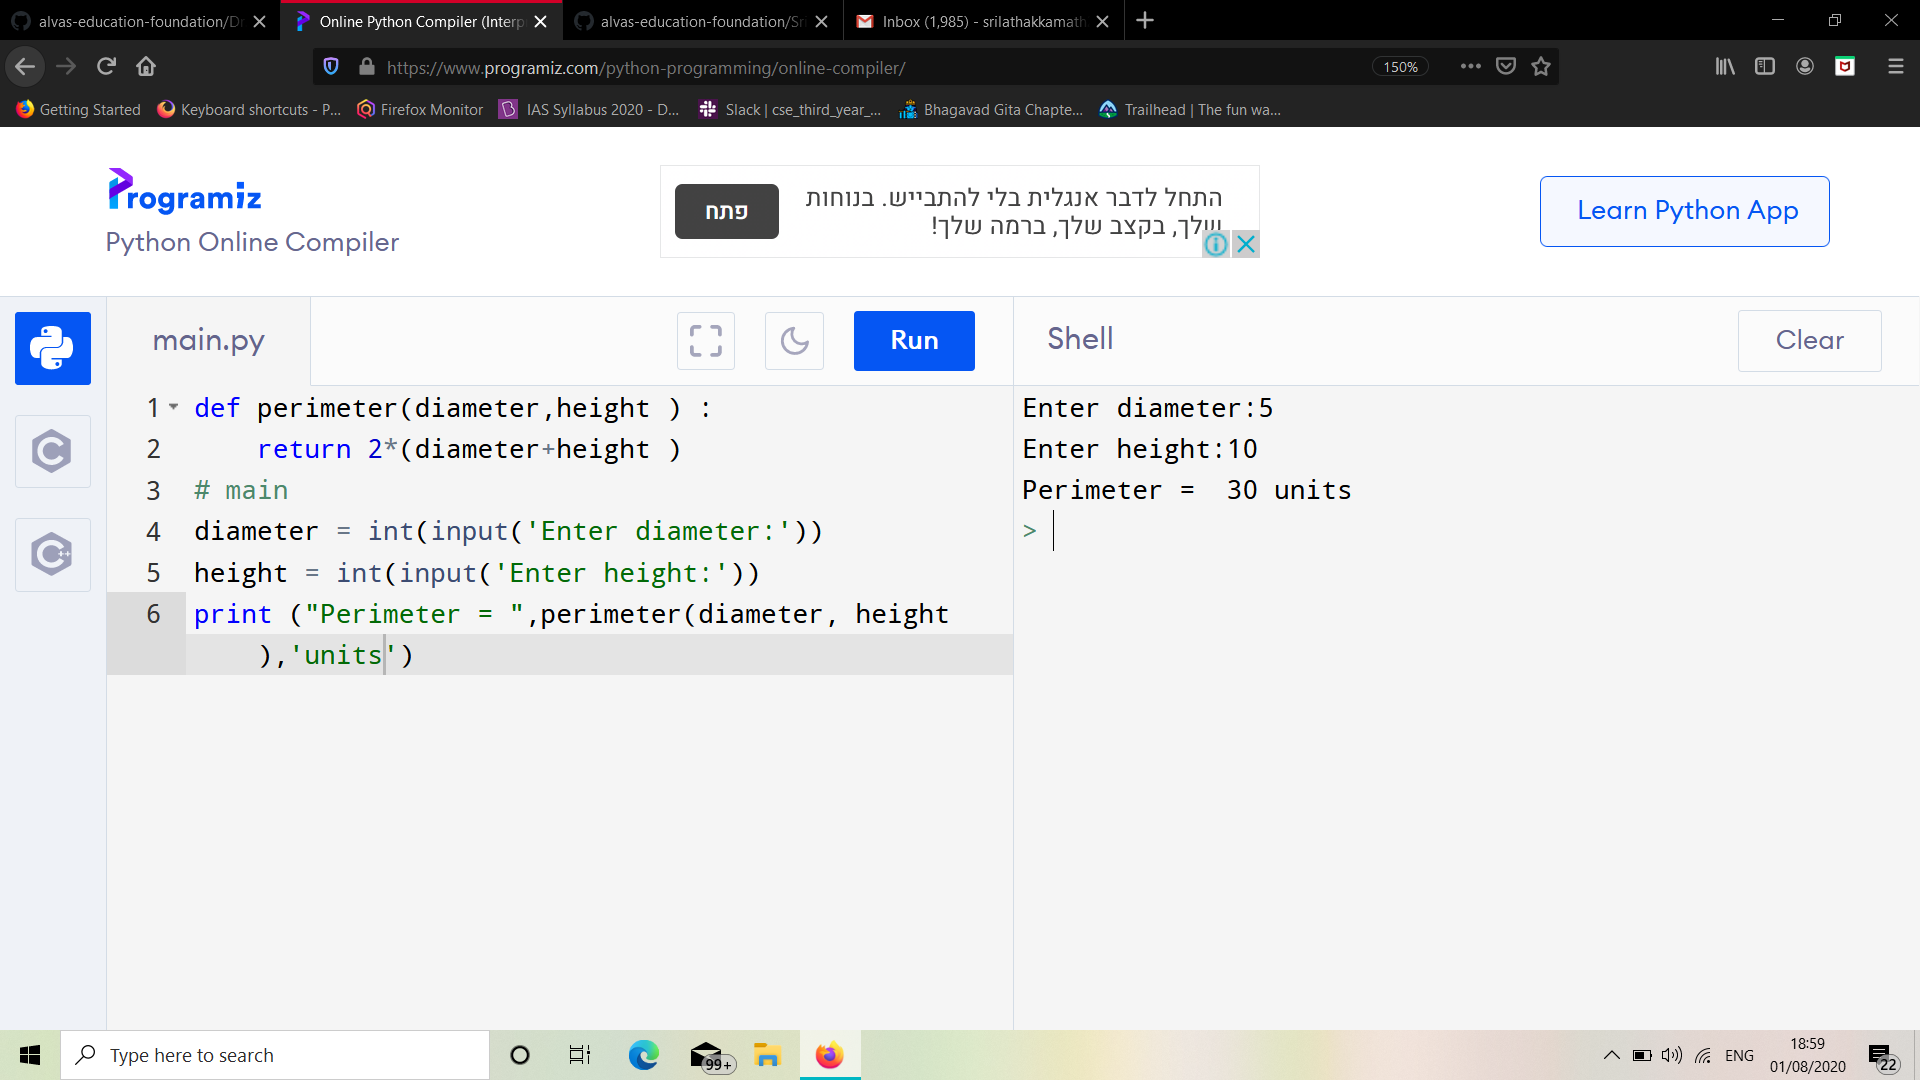 alvas-education-foundation/Dr
Online Python Compiler (Interp
alvas-education-foundation/Sri
Inbox (1,985) - srilathakkamath
https://www.programiz.com/python-programming/online-compiler/
150%
Getting Started
Keyboard shortcuts - P...
Firefox Monitor
IAS Syllabus 2020 - D...
Slack | cse_third_year_...
Bhagavad Gita Chapte...
Trailhead | The fun wa...
Programiz
Python Online Compiler
פתח
התחל לדבר אנגלית בלי להתבייש. בנוחות
שלך, בקצב שלך, ברמה שלך!
Learn Python App
main.py
Run
Shell
Clear
1 def perimeter(diameter,height ) :
2 return 2*(diameter+height )
3 # main
4 diameter = int(input('Enter diameter:'))
5 height = int(input('Enter height:'))
6 print ("Perimeter = ",perimeter(diameter, height
),'units')
Enter diameter:5
Enter height:10
Perimeter =  30 units
>
Type here to search
99+
ENG
18:59
01/08/2020
22